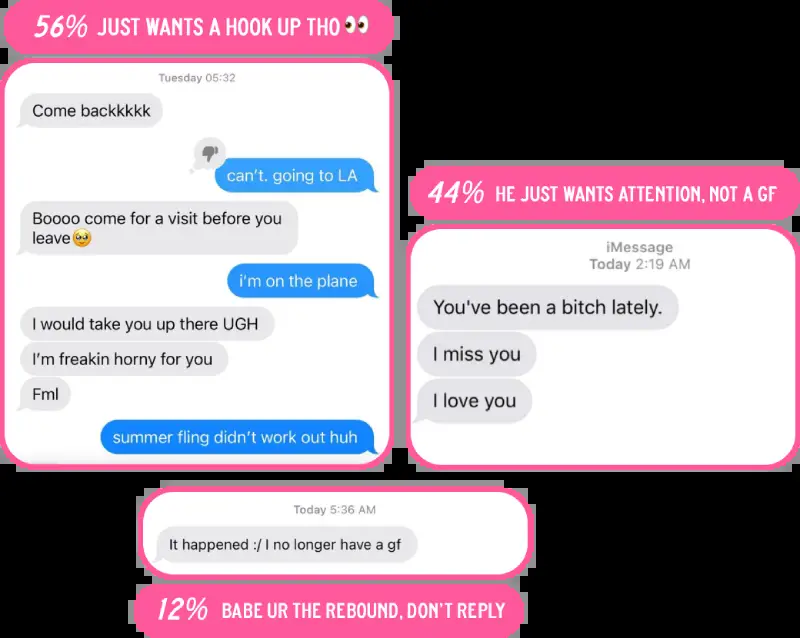 56% JUST WANTS A HOOK UP THO👀
Tuesday 05:32
Come backkkkk
can't. going to LA
Boooo come for a visit before you
leave🥹
i'm on the plane
I would take you up there UGH
I'm freakin horny for you
Fml
summer fling didn't work out huh
44% HE JUST WANTS ATTENTION, NOT A GF
iMessage
Today 2:19 AM
You've been a bitch lately.
I miss you
I love you
Today 5:36 AM
It happened :/ I no longer have a gf
12% BABE UR THE REBOUND, DON'T REPLY